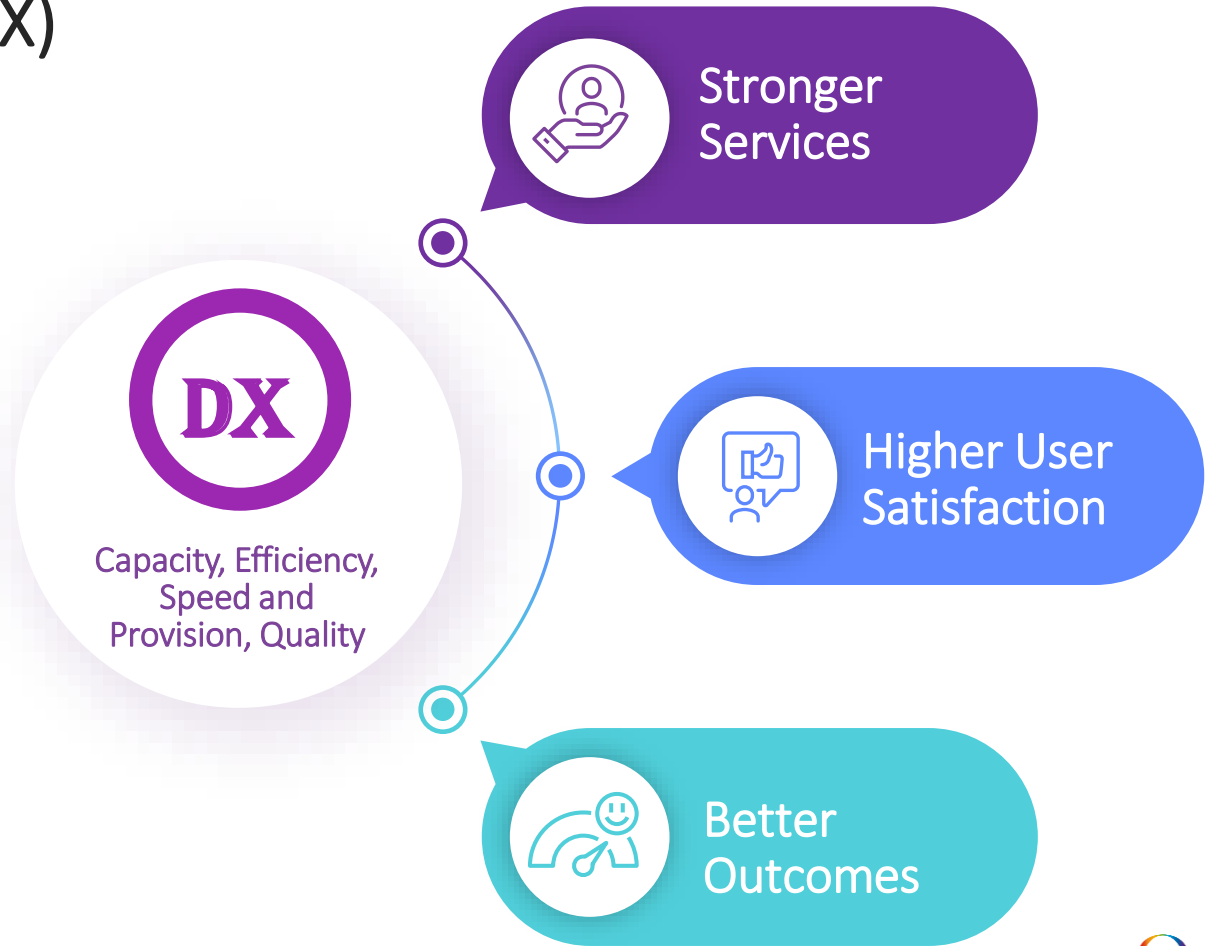 X)
Stronger
Services
DX
Capacity, Efficiency,
Speed and
Provision, Quality
Higher User
Satisfaction
Better
Outcomes